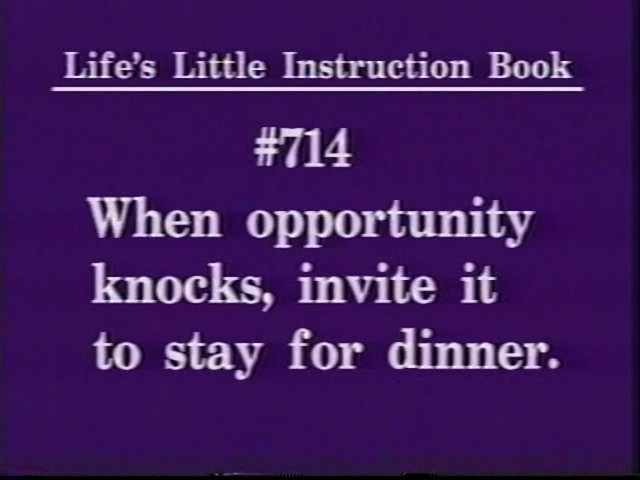 Life's Little Instruction Book
#714
When opportunity
knocks, invite it
to stay for dinner.